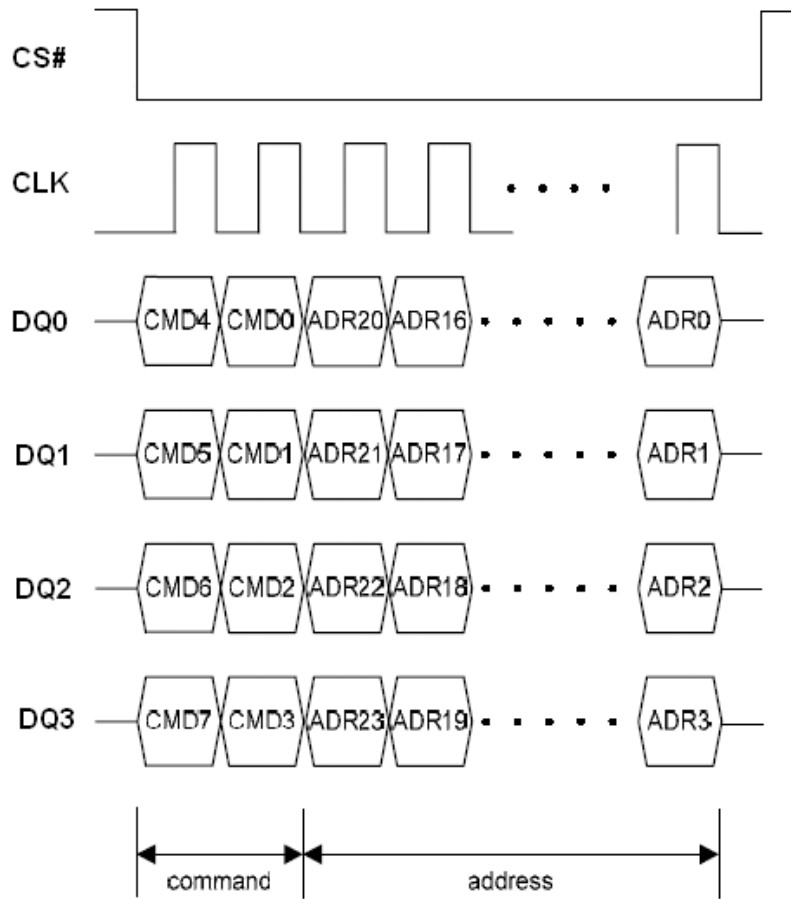 CS#
CLK
DQ0 CMD4 CMD0 ADR20 ADR16 ADR0
DQ1 CMD5 CMD1 ADR21 ADR17 ADR1
DQ2 CMD6 CMD2 ADR22 ADR18 ADR2
DQ3 CMD7 CMD3 ADR23 ADR19 ADR3
command address